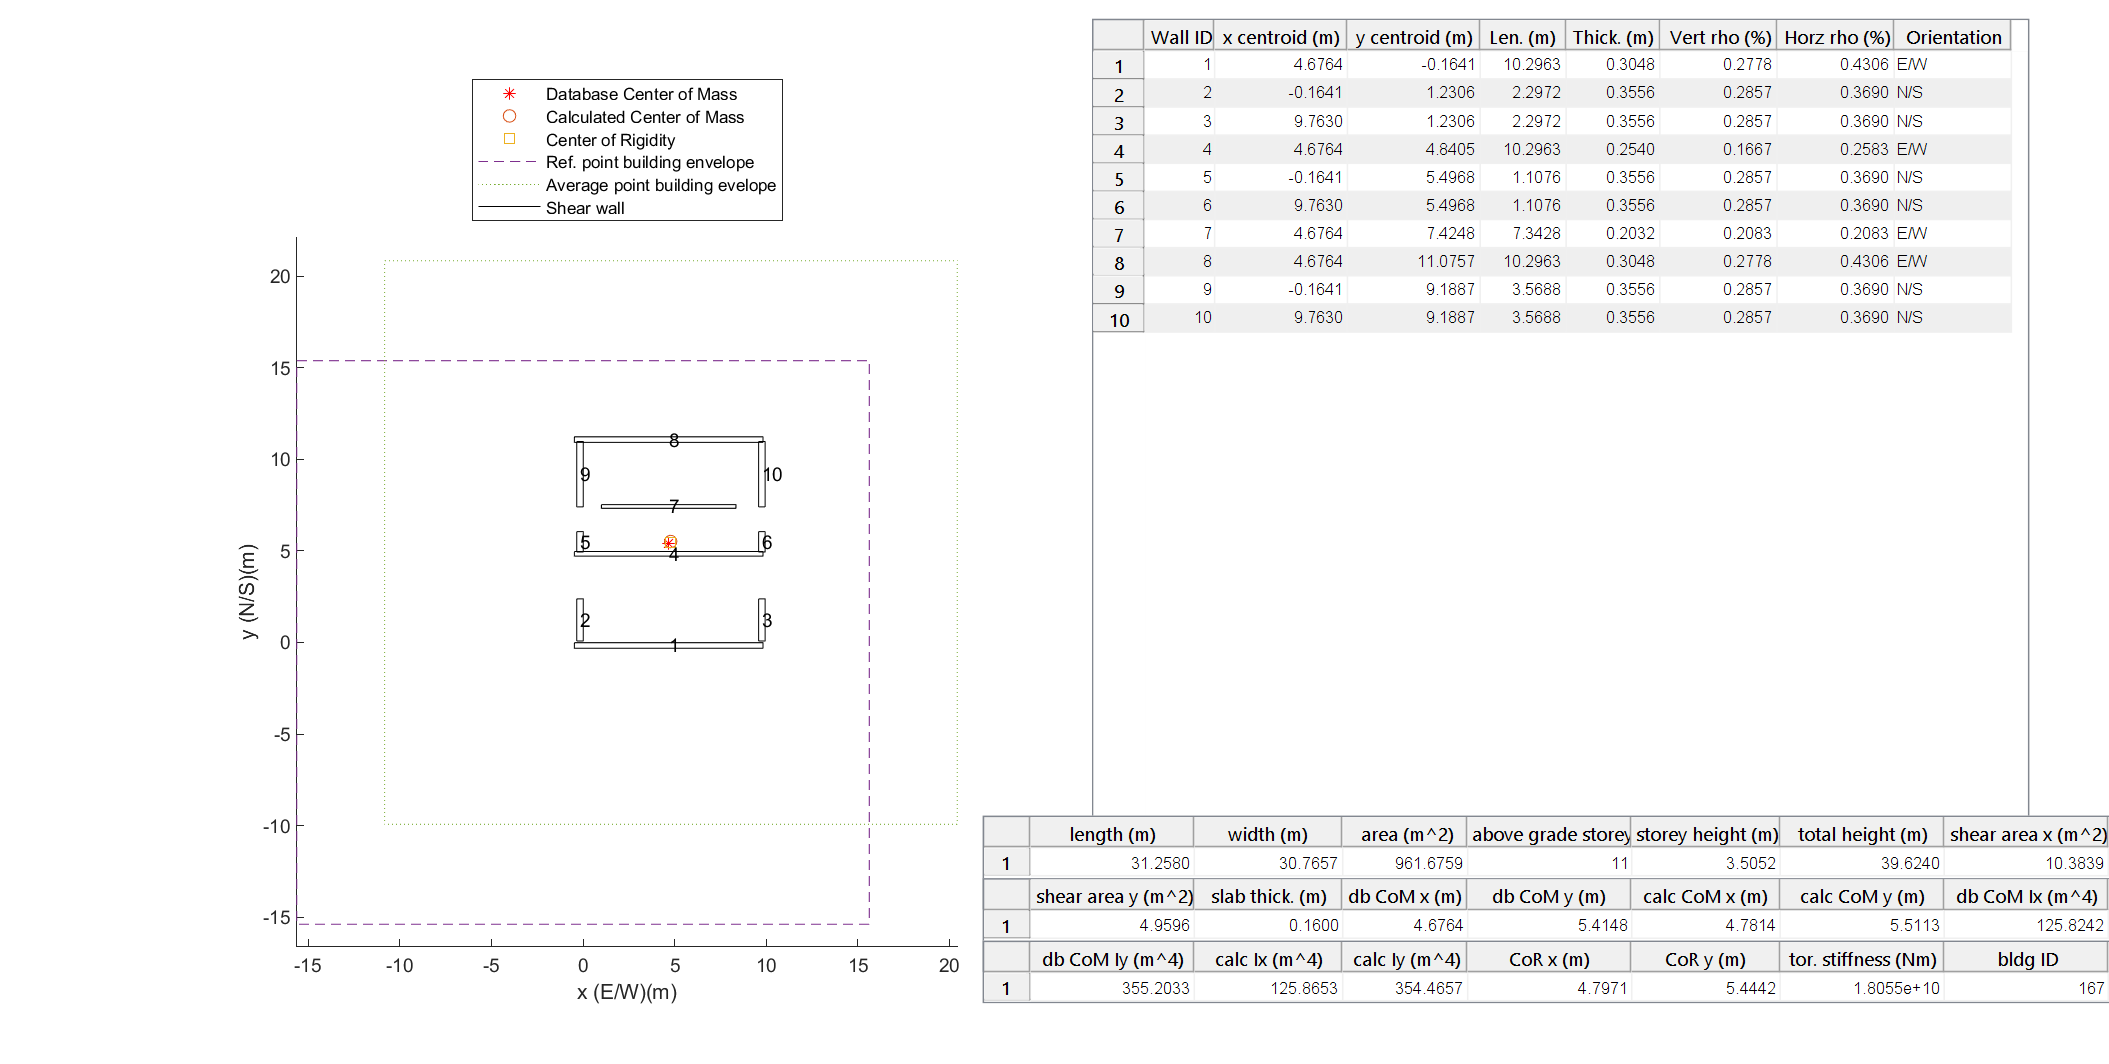 Database Center of Mass
Calculated Center of Mass
Center of Rigidity
Ref. point building envelope
Average point building evelope
Shear wall
20
15
10
5
0
-5
-10
-15
y (N/S)(m)
8
9 10
7
5 6
4
2 3
1
-15 -10 -5 0 5 10 15 20
x (E/W)(m)
Wall ID x centroid (m) y centroid (m) Len. (m) Thick. (m) Vert rho (%) Horz rho (%) Orientation
1 1 4.6764 -0.1641 10.2963 0.3048 0.2778 0.4306 E/W
2 2 -0.1641 1.2306 2.2972 0.3556 0.2857 0.3690 N/S
3 3 9.7630 1.2306 2.2972 0.3556 0.2857 0.3690 N/S
4 4 4.6764 4.8405 10.2963 0.2540 0.1667 0.2583 E/W
5 5 -0.1641 5.4968 1.1076 0.3556 0.2857 0.3690 N/S
6 6 9.7630 5.4968 1.1076 0.3556 0.2857 0.3690 N/S
7 7 4.6764 7.4248 7.3428 0.2032 0.2083 0.2083 E/W
8 8 4.6764 11.0757 10.2963 0.3048 0.2778 0.4306 E/W
9 9 -0.1641 9.1887 3.5688 0.3556 0.2857 0.3690 N/S
10 10 9.7630 9.1887 3.5688 0.3556 0.2857 0.3690 N/S
length (m) width (m) area (m^2) above grade storey storey height (m) total height (m) shear area x (m^2)
1 31.2580 30.7657 961.6759 11 3.5052 39.6240 10.3839
shear area y (m^2) slab thick. (m) db CoM x (m) db CoM y (m) calc CoM x (m) calc CoM y (m) db CoM Ix (m^4)
1 4.9596 0.1600 4.6764 5.4148 4.7814 5.5113 125.8242
db CoM Iy (m^4) calc Ix (m^4) calc Iy (m^4) CoR x (m) CoR y (m) tor. stiffness (Nm) bldg ID
1 355.2033 125.8653 354.4657 4.7971 5.4442 1.8055e+10 167